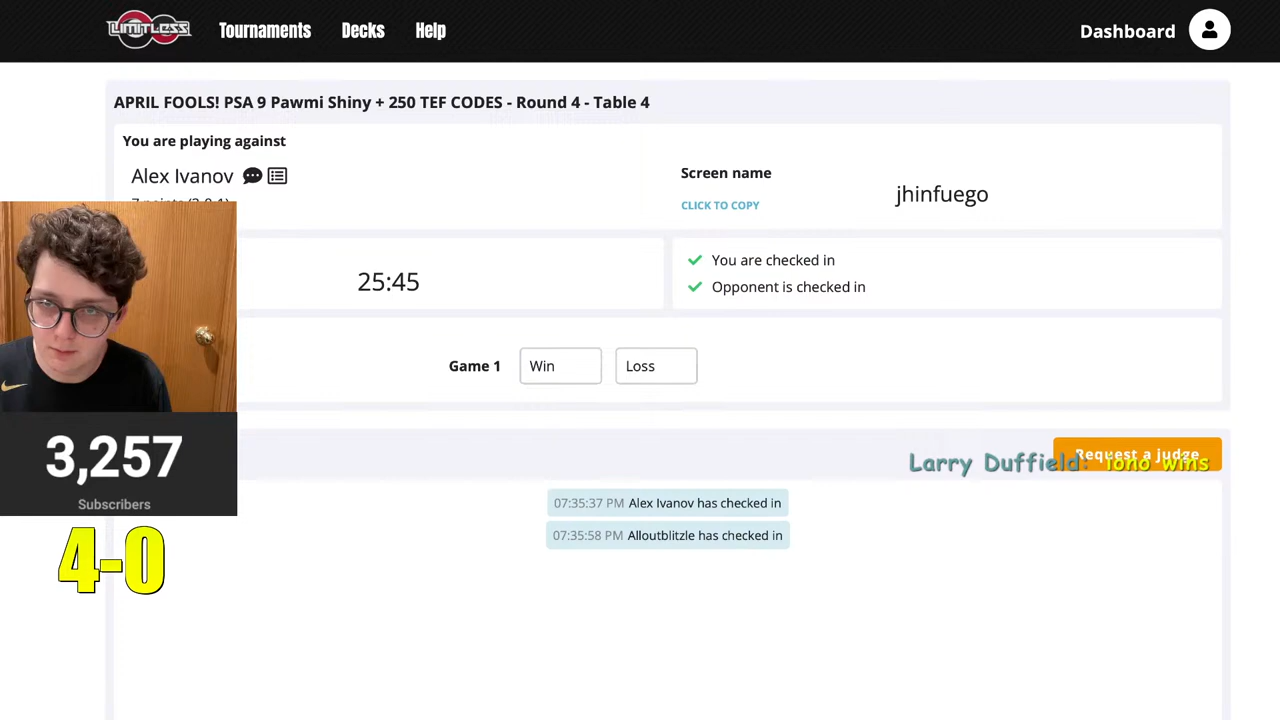 LIMITLESS
Tournaments
Decks
Help
Dashboard
APRIL FOOLS! PSA 9 Pawmi Shiny + 250 TEF CODES - Round 4 - Table 4
You are playing against
Alex Ivanov
Screen name
CLICK TO COPY
jhinfuego
25:45
You are checked in
Opponent is checked in
Game 1
Win
Loss
3,257
Subscribers
4-0
Request a judge
Larry Duffield: Iono wins
07:35:37 PM Alex Ivanov has checked in
07:35:58 PM Alloutblitzle has checked in